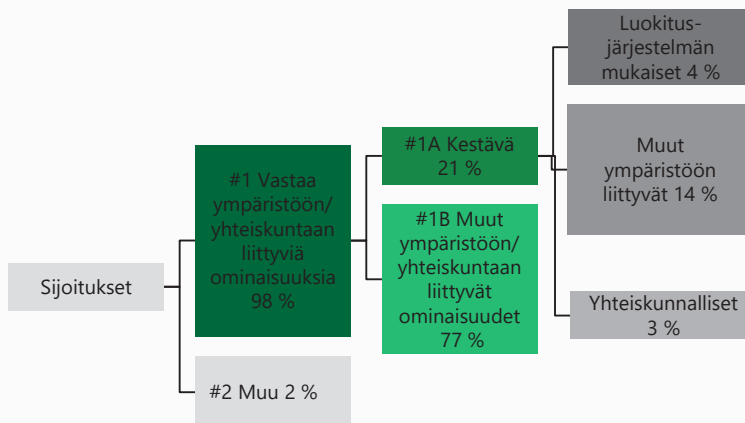 Sijoitukset
#1 Vastaa
ympäristöön/
yhteiskuntaan
liittyviä
ominaisuuksia
98 %
#2 Muu 2 %
#1A Kestävä
21 %
#1B Muut
ympäristöön/
yhteiskuntaan
liittyvät
ominaisuudet
77 %
Luokitus-
järjestelmän
mukaiset 4 %
Muut
ympäristöön
liittyvät 14 %
Yhteiskunnalliset
3 %